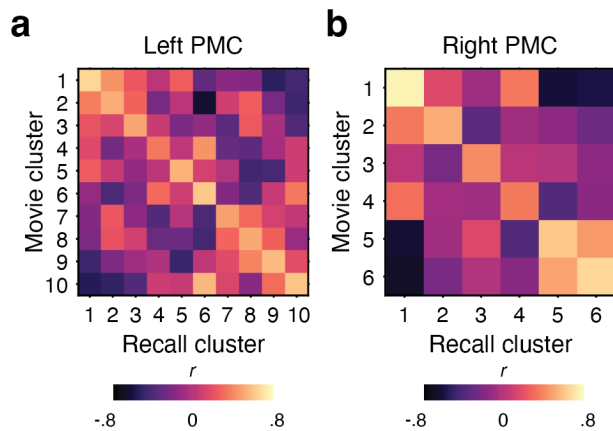 a
Left PMC
Movie cluster
1
2
3
4
5
6
7
8
9
10
1 2 3 4 5 6 7 8 9 10
Recall cluster
r
-.8 0 .8
b
Right PMC
Movie cluster
1
2
3
4
5
6
1 2 3 4 5 6
Recall cluster
r
-.8 0 .8